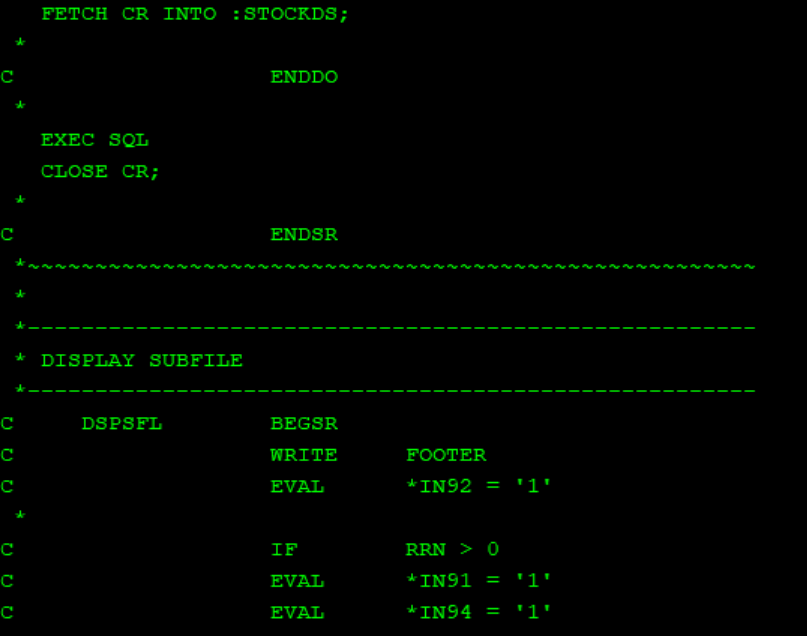 FETCH CR INTO :STOCKDS;
*
C                   ENDDO
*
EXEC SQL
CLOSE CR;
*
C                   ENDSR
*~~~~~~~~~~~~~~~~~~~~~~~~~~~~~~~~~~~~~~~~~~~~~~~~~~~~~~
*
*------------------------------------------------------
* DISPLAY SUBFILE
*------------------------------------------------------
C     DSPSFL        BEGSR
C                   WRITE     FOOTER
C                   EVAL      *IN92 = '1'
*
C                   IF        RRN > 0
C                   EVAL      *IN91 = '1'
C                   EVAL      *IN94 = '1'